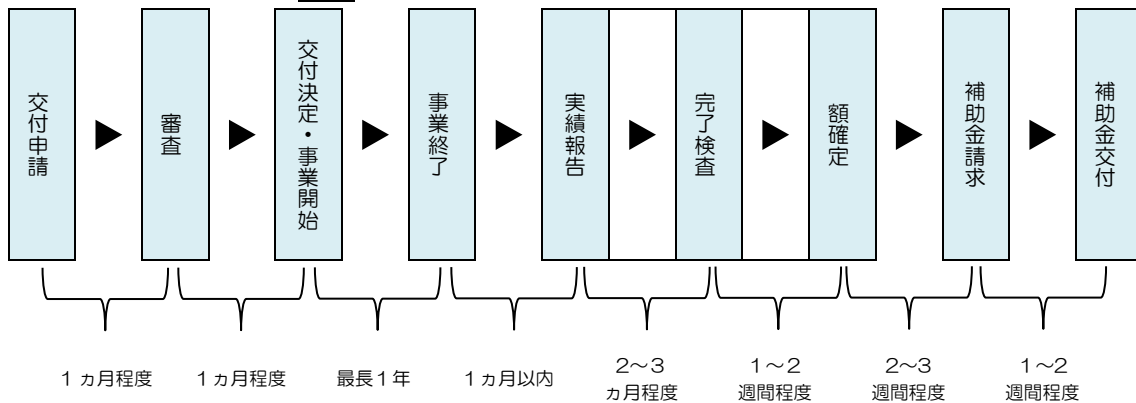 交付申請
審査
交付決定・事業開始
事業終了
実績報告
完了検査
額確定
補助金請求
補助金交付
1ヵ月程度
1ヵ月程度
最長1年
1ヵ月以内
2～3
ヵ月程度
1～2
週間程度
2～3
週間程度
1～2
週間程度